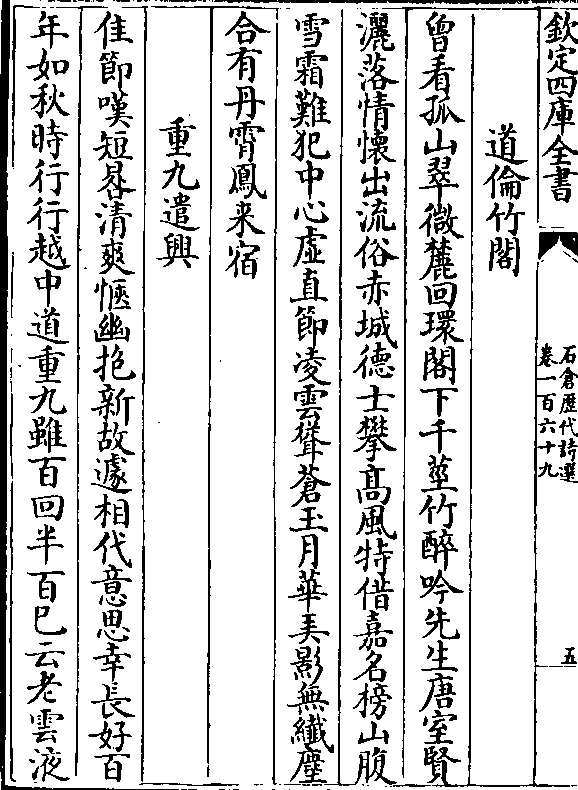 欽定四庫全書
石倉歷代詩選
卷一百六十九
五
道倫竹閣
曾看孤山翠微麓回環閣下千莖竹醉吟先生唐室賢
灑落情懷出流俗赤城德士攀高風特借嘉名榜山腹
雪霜難犯中心虛直節凌雲聳蒼玉月華美影無纖塵
合有丹霄鳳来宿
重九遣興
佳節嘆短晷清爽愜幽抱新故遽相代意思幸長好百
年如秋時行行越中道重九雖百回半百已云老雲液